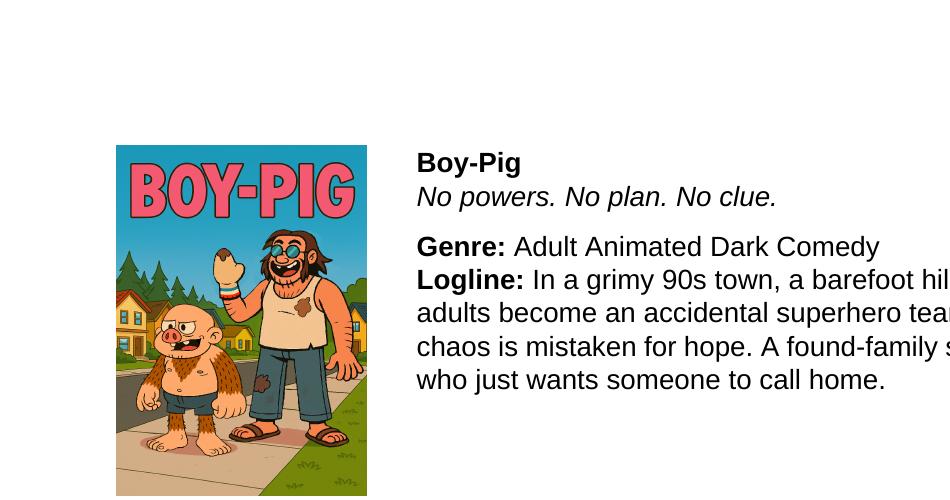 BOY-PIG
Boy-Pig
No powers. No plan. No clue.
Genre: Adult Animated Dark Comedy
Logline: In a grimy 90s town, a barefoot
adults become an accidental superhero
chaos is mistaken for hope. A found-family
who just wants someone to call home.